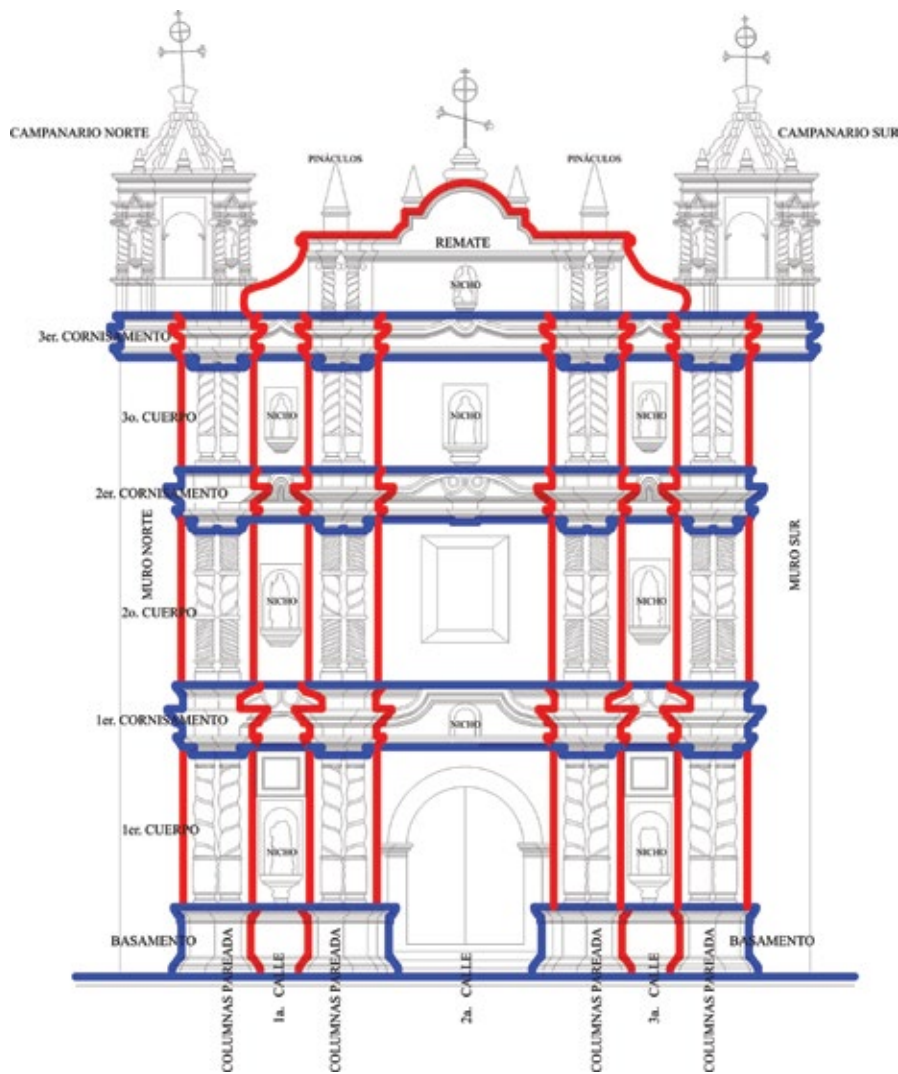 CAMPANARIO NORTE
CAMPANARIO SUR
PINÁCULOS
PINÁCULOS
REMATE
NICHO
3er. CORNISAMENTO
3o. CUERPO
NICHO
NICHO
NICHO
2er. CORNISAMENTO
MURO NORTE
MURO SUR
NICHO
NICHO
2o. CUERPO
1er. CORNISAMENTO
NICHO
1er. CUERPO
NICHO
NICHO
BASAMENTO
BASAMENTO
COLUMNAS PAREADA
1a. CALLE
COLUMNAS PAREADA
2a. CALLE
COLUMNAS PAREADA
3a. CALLE
COLUMNAS PAREADA